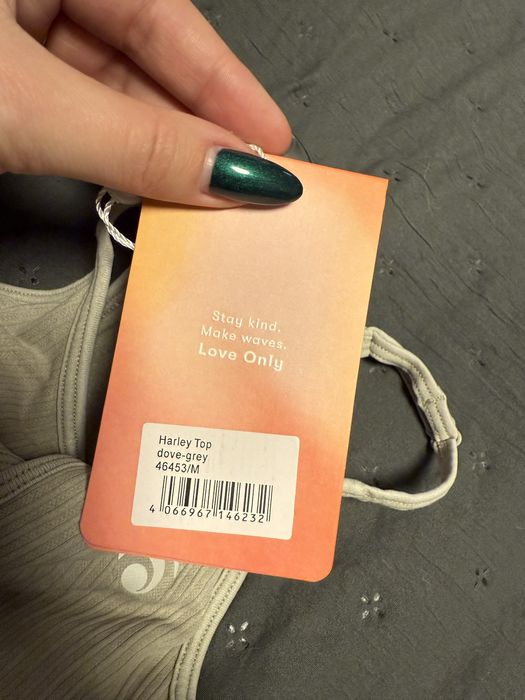 Stay kind.
Make waves.
Love Only
Harley Top
dove-grey
46453/M
4 066967 146232